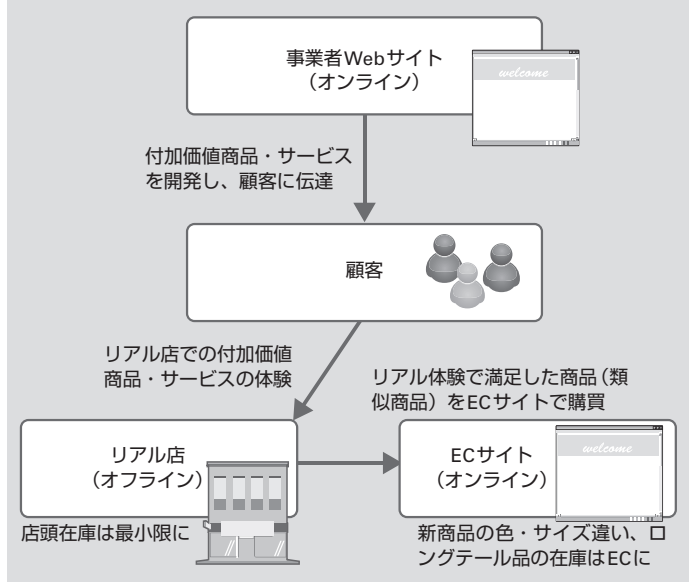 事業者Webサイト
（オンライン）
welcome
付加価値商品・サービス
を開発し、顧客に伝達
顧客
リアル店での付加価値
商品・サービスの体験
リアル体験で満足した商品（類
似商品）をECサイトで購買
リアル店
（オフライン）
ECサイト
（オンライン）
welcome
店頭在庫は最小限に
新商品の色・サイズ違い、ロ
ングテール品の在庫はECに